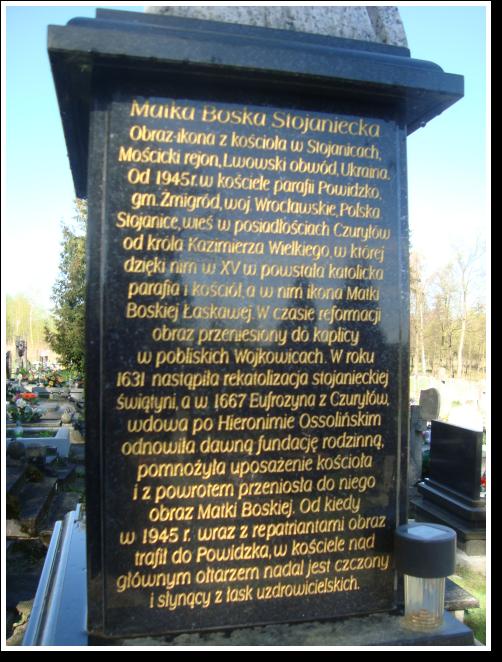 Matka Boska Stojaniecka
Obraz-ikona z kościoła w Stojanicach,
Mościcki rejon, Lwowski obwód, Ukraina.
Od 1945r. w kościele parafii Powidzko,
gm. Żmigród, woj Wrocławskie, Polska.
Stojanice, wieś w posiadłościach Czuryłów
od króla Kazimierza Wielkiego, w której
dzięki nim w XV w powstała katolicka
parafia i kościół, a w nim ikona Matki
Boskiej Łaskawej. W czasie reformacji
obraz przeniesiony do kaplicy
w pobliskich Wojkowicach. W roku
1631 nastąpiła rekatolizacja stojanieckiej
świątyni, a w 1667 Eufrozyna z Czuryłów,
wdowa po Hieronimie Ossolińskim
odnowiła dawną fundację rodzinną,
pomnożyła uposażenie kościoła
i z powrotem przeniosła do niego
obraz Matki Boskiej. Od kiedy
w 1945 r. wraz z repatriantami obraz
trafił do Powidzka, w kościele nad
głównym ołtarzem nadal jest czczony
i słynący z łask uzdrowicielskich.